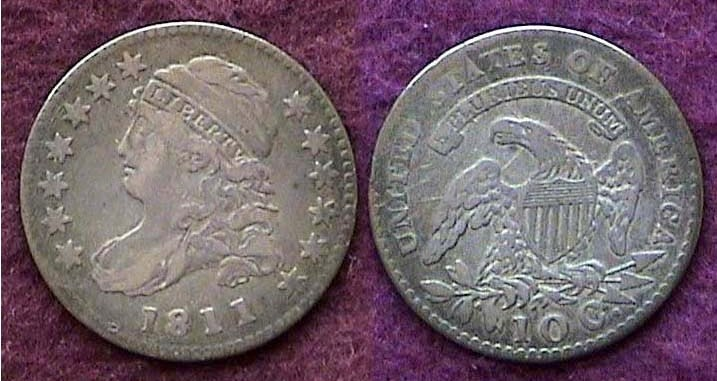 LIBERTY
1811
UNITED STATES OF AMERICA
E PLURIBUS UNUM
10 C.